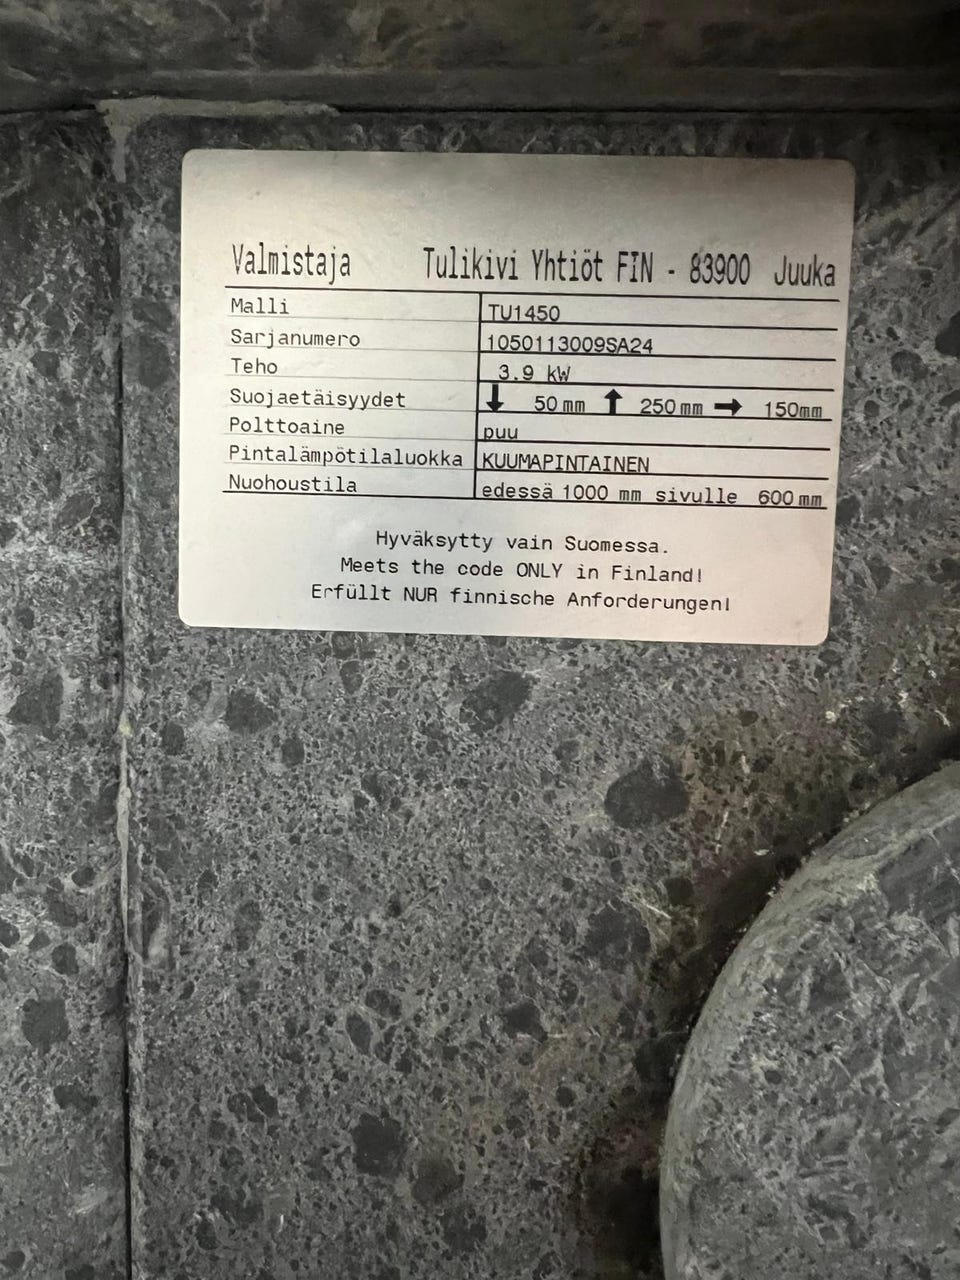 Valmistaja Tulikivi Yhtiöt FIN - 83900 Juuka
Malli TU1450
Sarjanumero 1050113009SA24
Teho 3.9 kW
Suojaetäisyydet ↓ 50 mm ↑ 250 mm → 150mm
Polttoaine puu
Pintalämpötilaluokka KUUMAPINTAINEN
Nuohoustila edessä 1000 mm sivulle 600 mm
Hyväksytty vain Suomessa.
Meets the code ONLY in Finland!
Erfüllt NUR finnische Anforderungen!